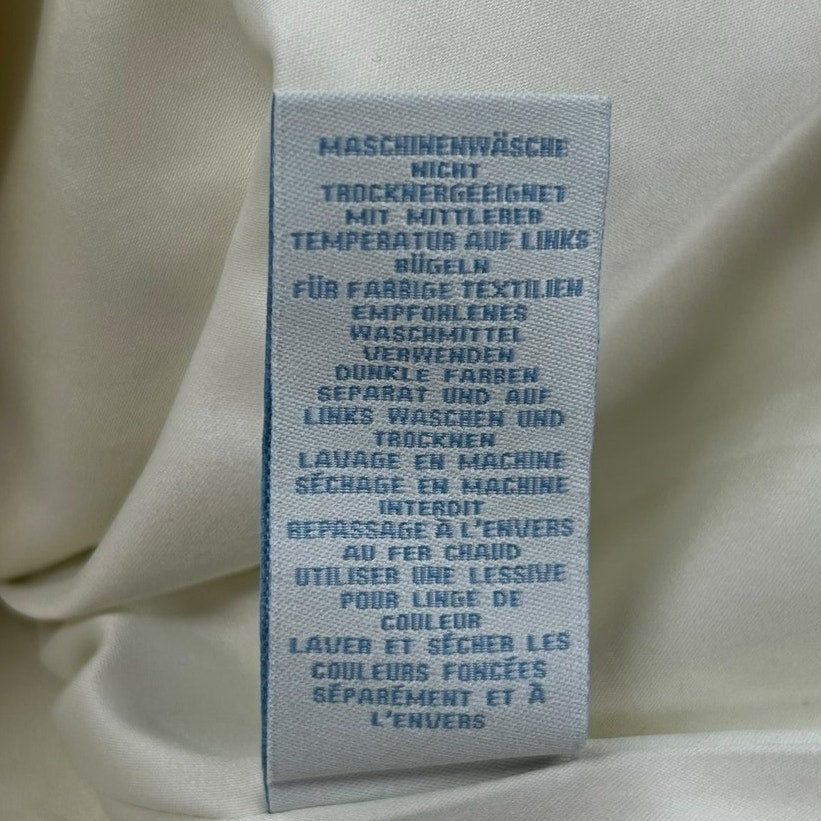 MASCHINENWÄSCHE
NICHT
TROCKNERGEEIGNET
MIT MITTLERER
TEMPERATUR AUF LINKS
BÜGELN
FÜR FARBIGE TEXTILIEN
EMPFOHLENES
WASCHMITTEL
VERWENDEN
DUNKLE FARBEN
SEPARAT UND AUF
LINKS WASCHEN UND
TROCKNEN
LAVAGE EN MACHINE
SÉCHAGE EN MACHINE
INTERDIT
REPASSAGE À L'ENVERS
AU FER CHAUD
UTILISER UNE LESSIVE
POUR LINGE DE
COULEUR
LAVER ET SÉCHER LES
COULEURS FONCÉES
SÉPARÉMENT ET À
L'ENVERS